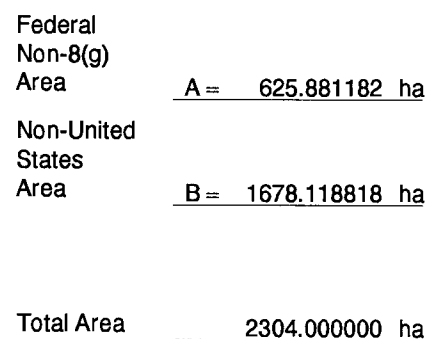 Federal
Non-8(g)
Area A = 625.881182 ha
Non-United
States
Area B = 1678.118818 ha
Total Area 2304.000000 ha